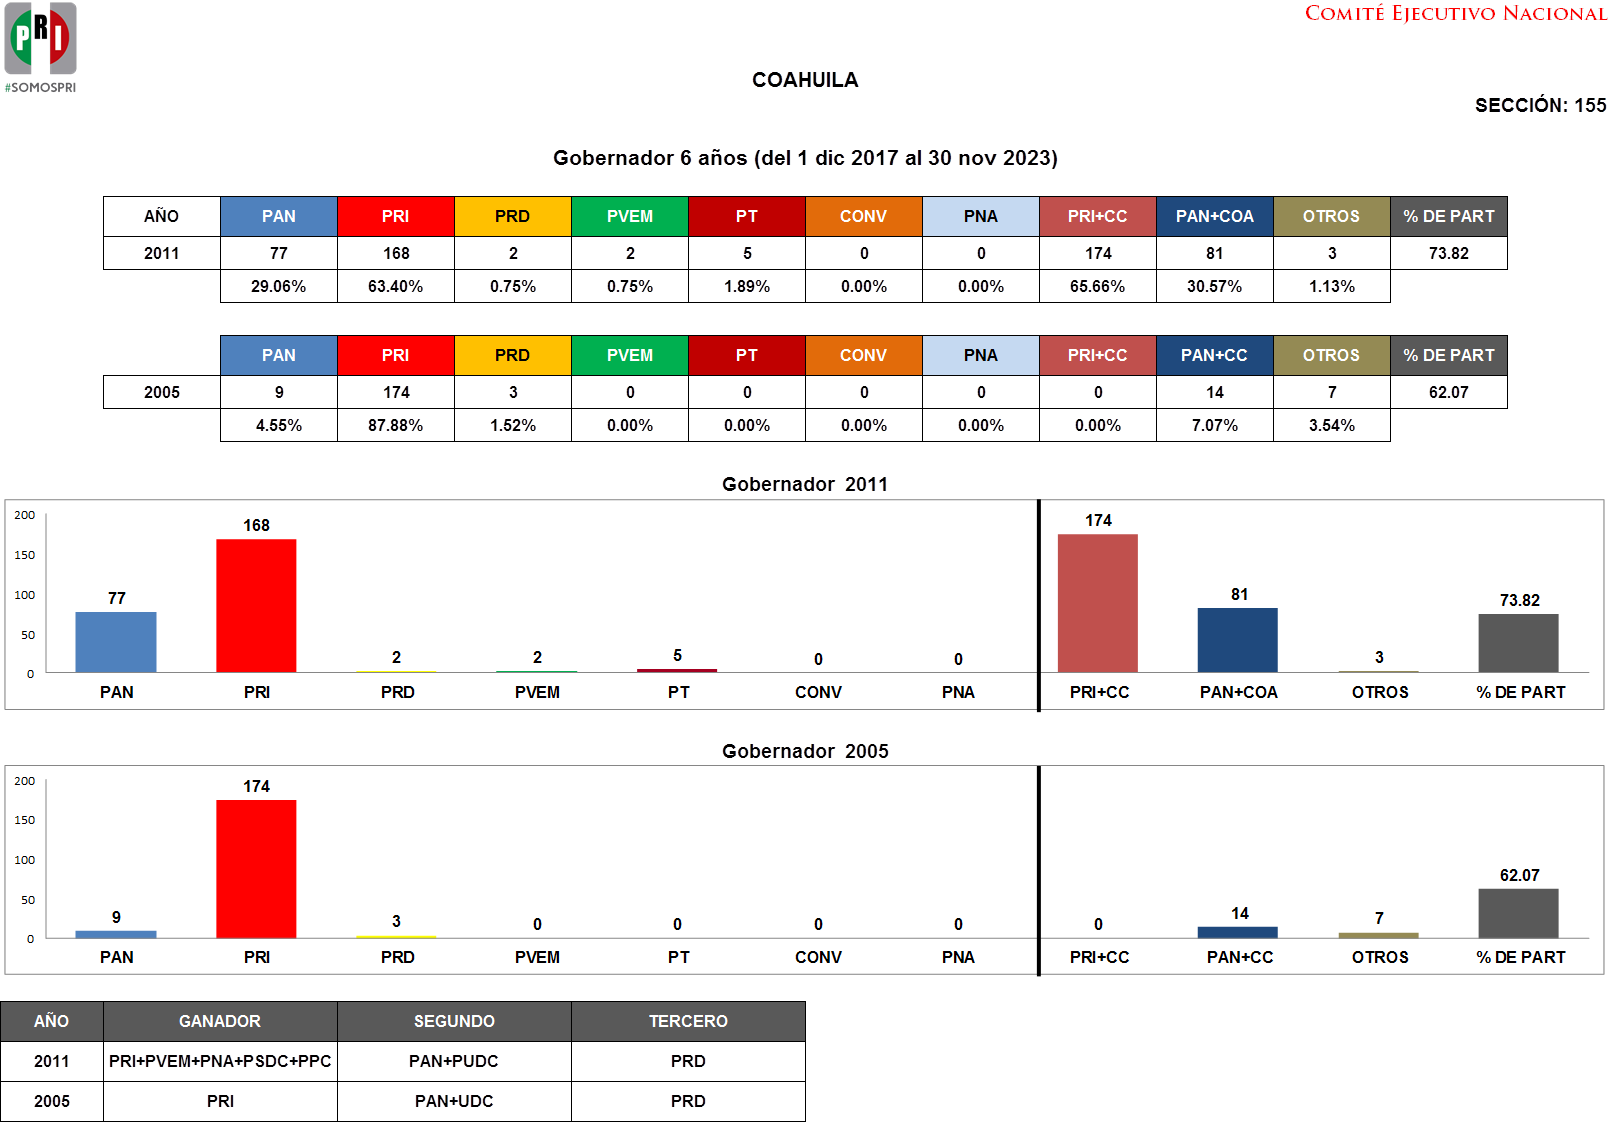 PRI
#SOMOSPRI
COMITÉ EJECUTIVO NACIONAL
COAHUILA
SECCIÓN: 155
Gobernador 6 años (del 1 dic 2017 al 30 nov 2023)
AÑO PAN PRI PRD PVEM PT CONV PNA PRI+CC PAN+COA OTROS % DE PART
2011 77 168 2 2 5 0 0 174 81 3 73.82
29.06% 63.40% 0.75% 0.75% 1.89% 0.00% 0.00% 65.66% 30.57% 1.13%
PAN PRI PRD PVEM PT CONV PNA PRI+CC PAN+CC OTROS % DE PART
2005 9 174 3 0 0 0 0 0 14 7 62.07
4.55% 87.88% 1.52% 0.00% 0.00% 0.00% 0.00% 0.00% 7.07% 3.54%
Gobernador 2011
200
150
100
50
0
77 168 2 2 5 0 0 174 81 3 73.82
PAN PRI PRD PVEM PT CONV PNA PRI+CC PAN+COA OTROS % DE PART
Gobernador 2005
200
150
100
50
0
9 174 3 0 0 0 0 0 14 7 62.07
PAN PRI PRD PVEM PT CONV PNA PRI+CC PAN+CC OTROS % DE PART
AÑO GANADOR SEGUNDO TERCERO
2011 PRI+PVEM+PNA+PSDC+PPC PAN+PUDC PRD
2005 PRI PAN+UDC PRD